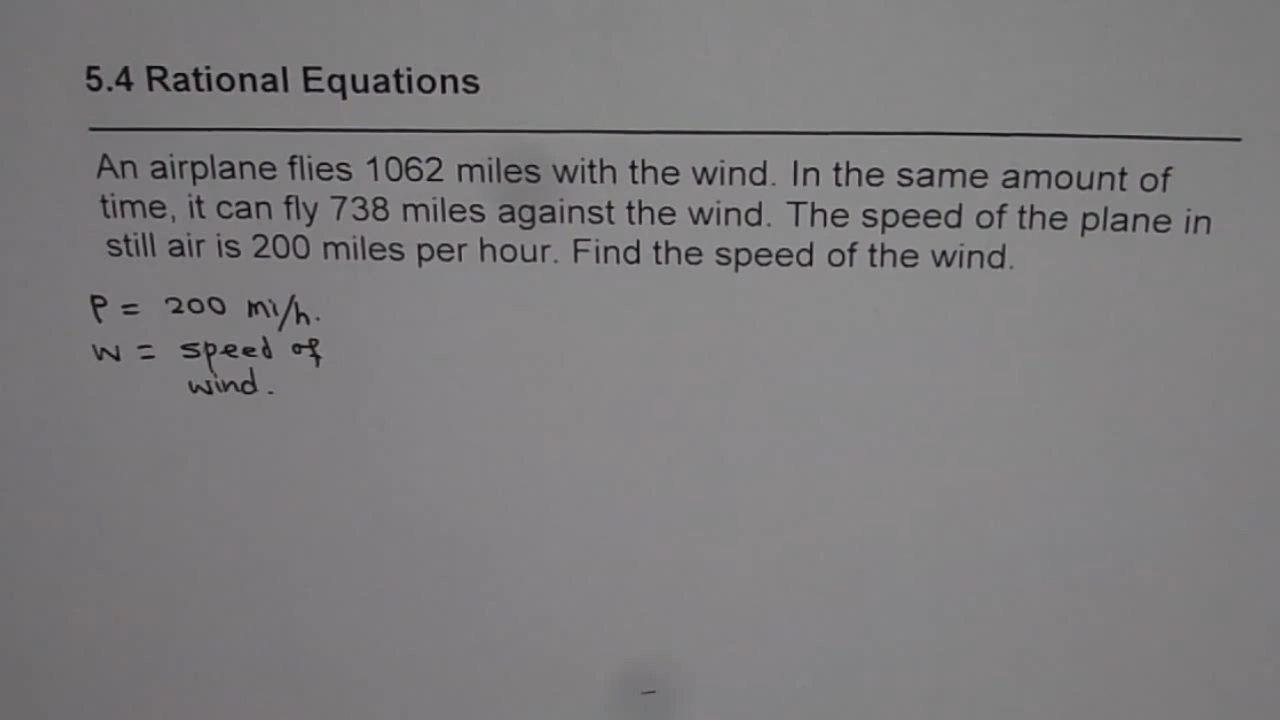 5.4 Rational Equations
An airplane flies 1062 miles with the wind. In the same amount of
time, it can fly 738 miles against the wind. The speed of the plane in
still air is 200 miles per hour. Find the speed of the wind.
P = 200 mi/h.
W = speed of
wind.